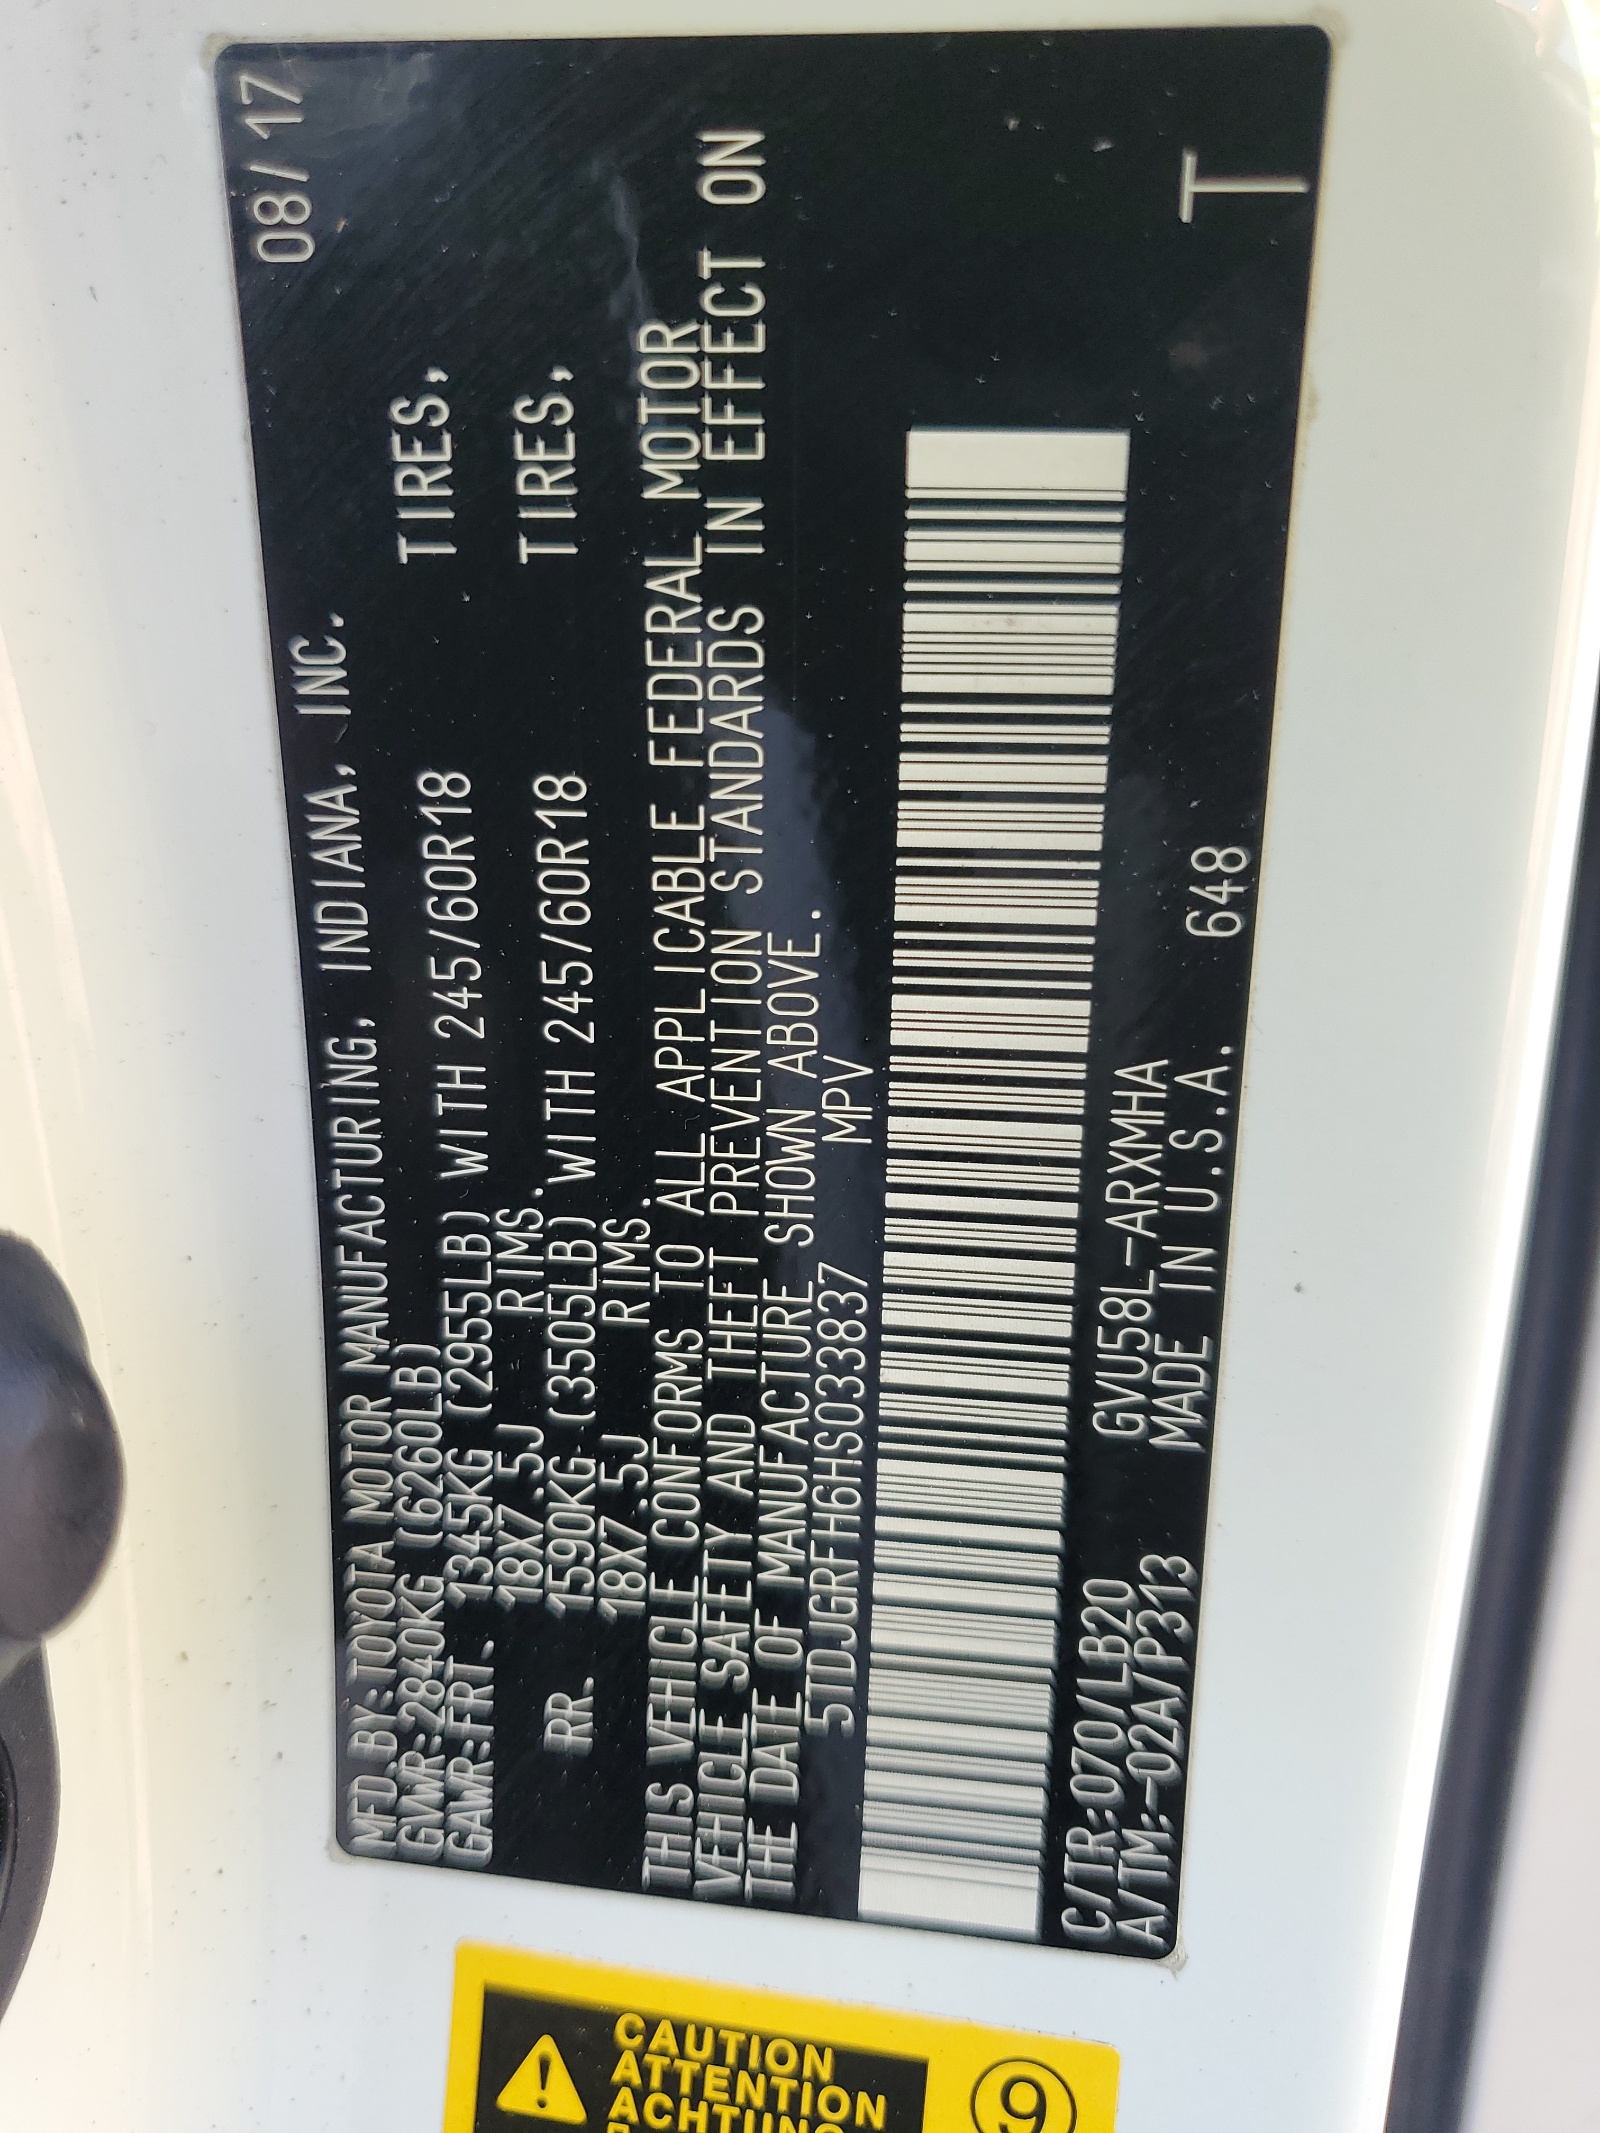 08/17
MFD.BY:TOYOTA MOTOR MANUFACTURING, INDIANA, INC.
GVWR:2840KG (6260LB)
GAWR:FRT. 1345KG (2955LB) WITH 245/60R18 TIRES,
18X7.5J RIMS.
RR. 1590KG (3505LB) WITH 245/60R18 TIRES,
18X7.5J RIMS.
THIS VEHICLE CONFORMS TO ALL APPLICABLE FEDERAL MOTOR
VEHICLE SAFETY AND THEFT PREVENTION STANDARDS IN EFFECT ON
THE DATE OF MANUFACTURE SHOWN ABOVE.
5TDJGRFH6HS033837 MPV
C/TR:070/LB20 GVU58L-ARXMHA
A/TM:-02A/P313 MADE IN U.S.A. 648 T
CAUTION
ATTENTION
9